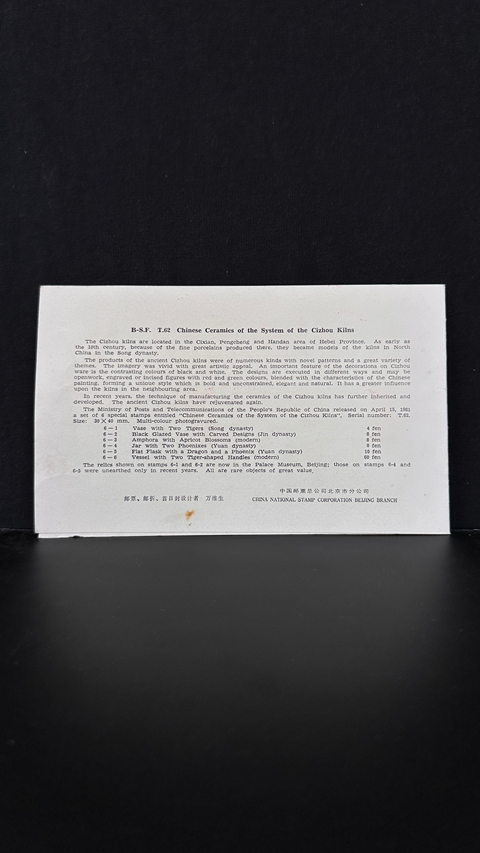 B-S.F. T.62 Chinese Ceramics of the System of the Cizhou Kilns
The Cizhou kilns are located in the Cixian, Pengcheng and Handan area of Hebei Province. As early as
the 10th century, because of the fine porcelains produced there, they became models of the kilns in North
China in the Song dynasty.
The products of the ancient Cizhou kilns were of numerous kinds with novel patterns and a great variety of
themes. The imagery was vivid with great artistic appeal. An important feature of the decorations on Cizhou
ware is the contrasting colours of black and white. The designs are executed in different ways and may be
openwork, engraved or incised figures with red and green colours, blended with the characteristics of the Chinese
painting, forming a unique style which is bold and unconstrained, elegant and natural. It has a greater influence
upon the kilns in the neighbouring area.
In recent years, the technique of manufacturing the ceramics of the Cizhou kilns has further inherited and
developed. The ancient Cizhou kilns have rejuvenated again.
The Ministry of Posts and Telecommunications of the People's Republic of China released on April 15, 1981
a set of 6 special stamps entitled "Chinese Ceramics of the System of the Cizhou Kilns". Serial number: T.62.
Size: 30 X 40 mm. Multi-colour photogravured.
6—1 Vase with Two Tigers (Song dynasty) 4 fen
6—2 Black Glazed Vase with Carved Designs (Jin dynasty) 8 fen
6—3 Amphora with Apricot Blossoms (modern) 8 fen
6—4 Jar with Two Phoenixes (Yuan dynasty) 8 fen
6—5 Flat Flask with a Dragon and a Phoenix (Yuan dynasty) 10 fen
6—6 Vessel with Two Tiger-shaped Handles (modern) 60 fen
The relics shown on stamps 6-1 and 6-2 are now in the Palace Museum, Beijing; those on stamps 6-4 and
6-5 were unearthed only in recent years. All are rare objects of great value.
中国邮票总公司北京市分公司
邮票、邮折、首日封设计者 万维生 CHINA NATIONAL STAMP CORPORATION BEIJING BRANCH